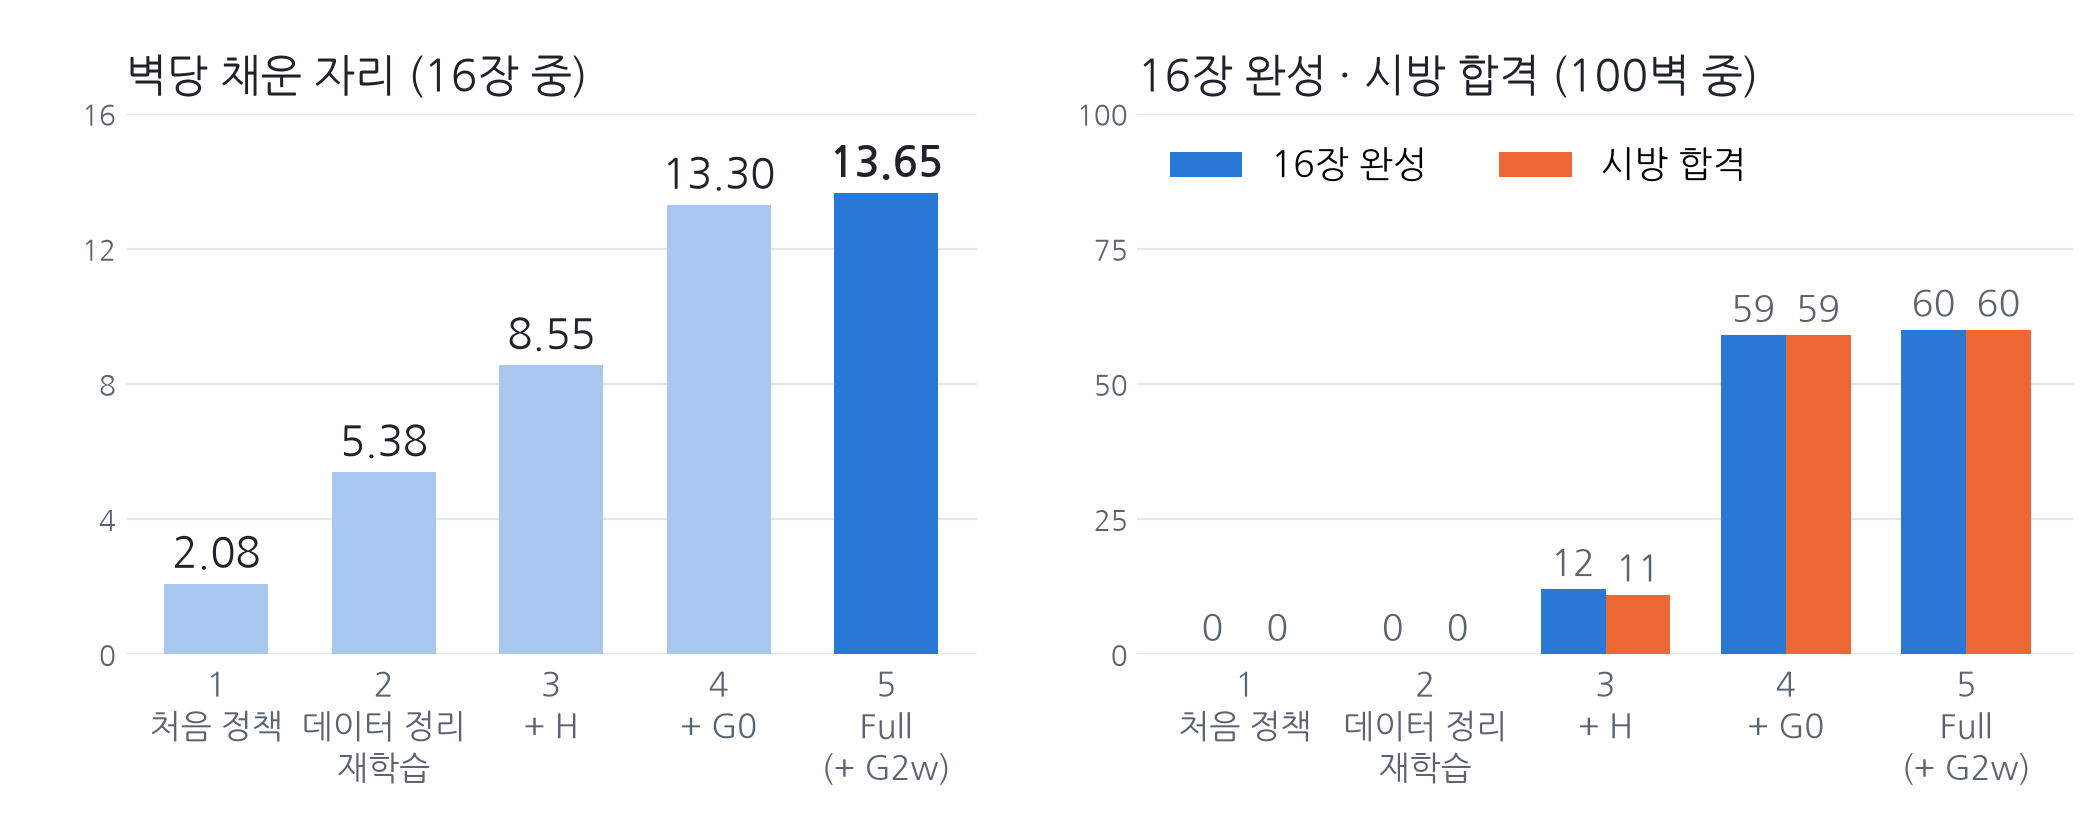 벽당 채운 자리 (16장 중)
16
12
8
4
0
2.08
5.38
8.55
13.30
13.65
1
처음 정책
2
데이터 정리
재학습
3
+ H
4
+ G0
5
Full
(+ G2w)
16장 완성 · 시방 합격 (100벽 중)
100
75
50
25
0
16장 완성
시방 합격
0 0
0 0
12 11
59 59
60 60
1
처음 정책
2
데이터 정리
재학습
3
+ H
4
+ G0
5
Full
(+ G2w)